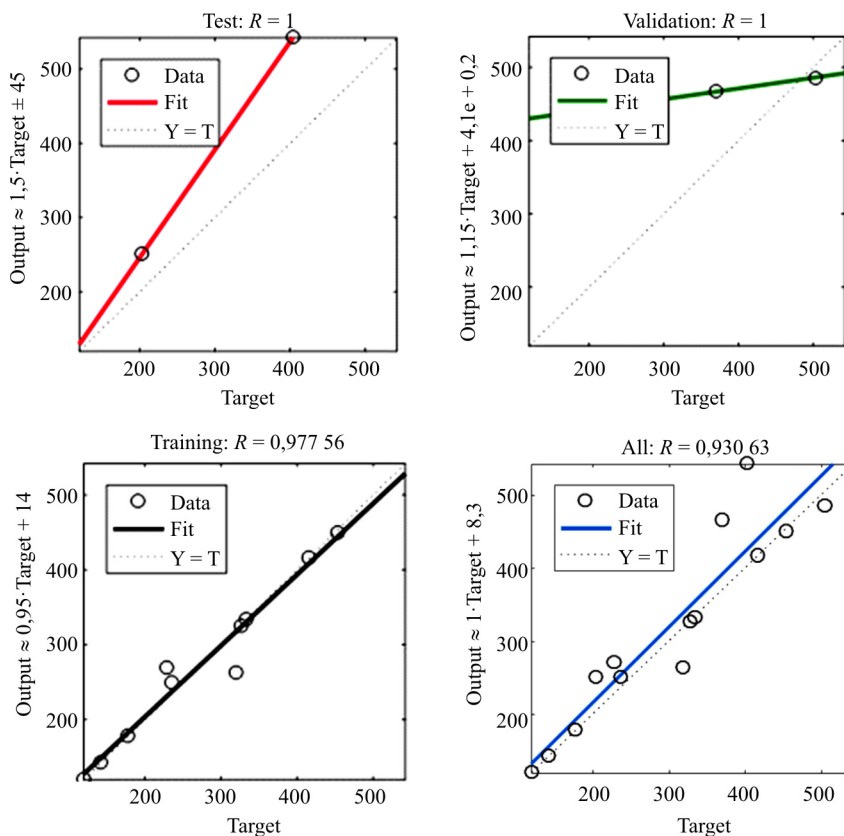 Test: R = 1
Output ≈ 1,5·Target ± 45
500
400
300
200
Data
Fit
Y = T
200
300
400
500
Target
Validation: R = 1
Output ≈ 1,15·Target + 4,1e + 0,2
500
400
300
200
Data
Fit
Y = T
200
300
400
500
Target
Training: R = 0,977 56
Output ≈ 0,95·Target + 14
500
400
300
200
Data
Fit
Y = T
200
300
400
500
Target
All: R = 0,930 63
Output ≈ 1·Target + 8,3
500
400
300
200
Data
Fit
Y = T
200
300
400
500
Target